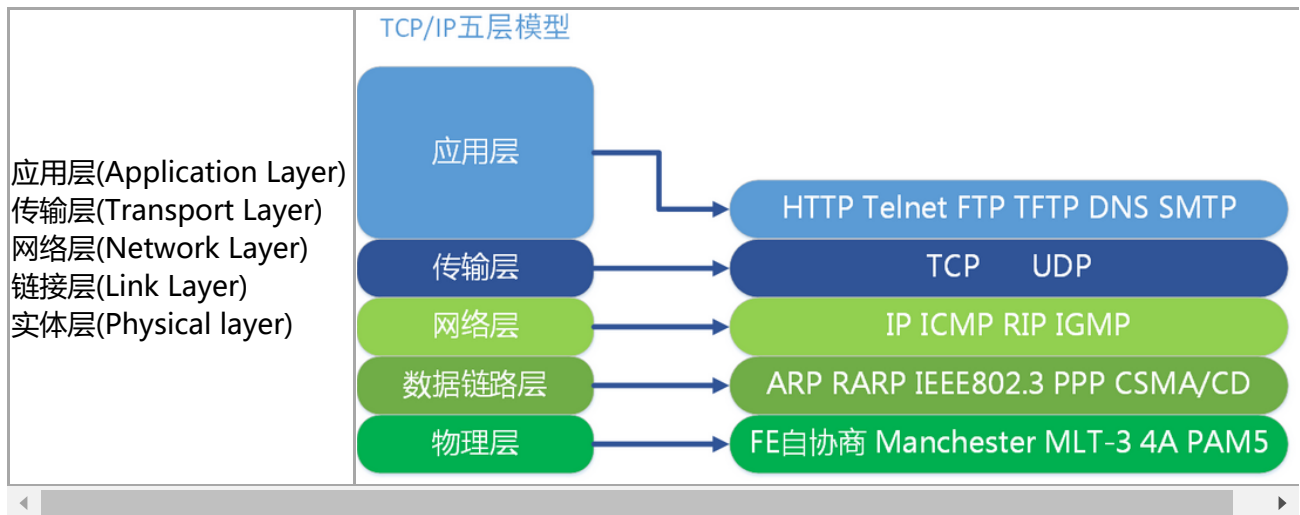 应用层(Application Layer)
传输层(Transport Layer)
网络层(Network Layer)
链接层(Link Layer)
实体层(Physical layer)
TCP/IP五层模型
应用层
HTTP Telnet FTP TFTP DNS SMTP
传输层
TCP UDP
网络层
IP ICMP RIP IGMP
数据链路层
ARP RARP IEEE802.3 PPP CSMA/CD
物理层
FE自协商 Manchester MLT-3 4A PAM5